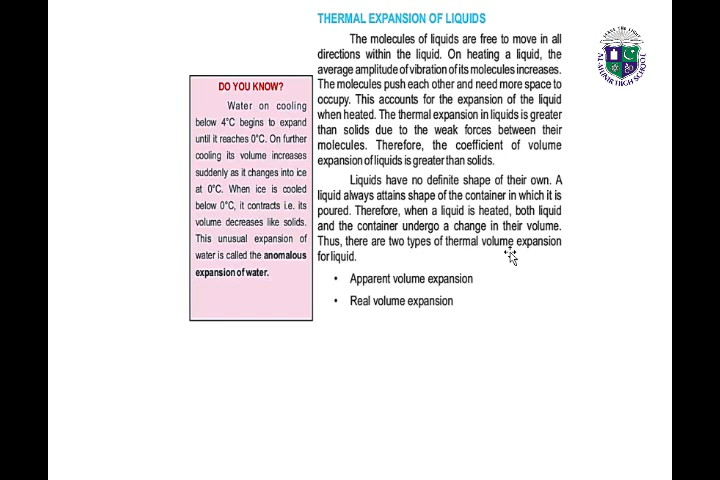 THERMAL EXPANSION OF LIQUIDS
The molecules of liquids are free to move in all
directions within the liquid. On heating a liquid, the
average amplitude of vibration of its molecules increases.
The molecules push each other and need more space to
occupy. This accounts for the expansion of the liquid
when heated. The thermal expansion in liquids is greater
than solids due to the weak forces between their
molecules. Therefore, the coefficient of volume
expansion of liquids is greater than solids.
Liquids have no definite shape of their own. A
liquid always attains shape of the container in which it is
poured. Therefore, when a liquid is heated, both liquid
and the container undergo a change in their volume.
Thus, there are two types of thermal volume expansion
for liquid.
• Apparent volume expansion
• Real volume expansion
DO YOU KNOW?
Water on cooling
below 4°C begins to expand
until it reaches 0°C. On further
cooling its volume increases
suddenly as it changes into ice
at 0°C. When ice is cooled
below 0°C, it contracts i.e. its
volume decreases like solids.
This unusual expansion of
water is called the anomalous
expansion of water.
AL-MUNIR HIGH SCHOOL